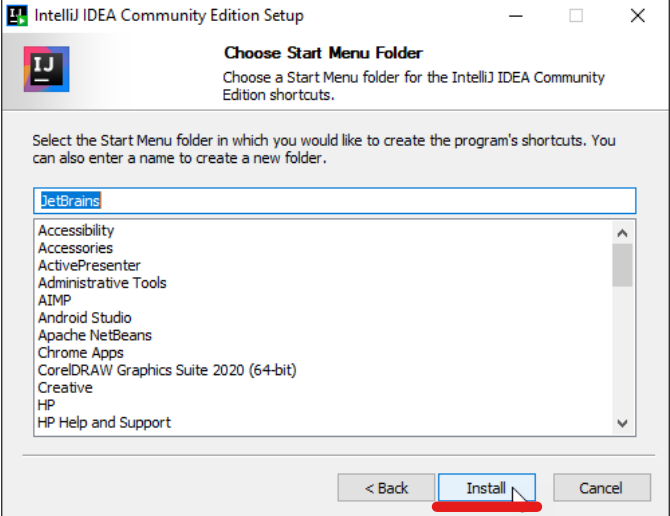 IntelliJ IDEA Community Edition Setup
IJ
Choose Start Menu Folder
Choose a Start Menu folder for the IntelliJ IDEA Community
Edition shortcuts.
Select the Start Menu folder in which you would like to create the program's shortcuts. You
can also enter a name to create a new folder.
JetBrains
Accessibility
Accessories
ActivePresenter
Administrative Tools
AIMP
Android Studio
Apache NetBeans
Chrome Apps
CorelDRAW Graphics Suite 2020 (64-bit)
Creative
HP
HP Help and Support
< Back Install Cancel